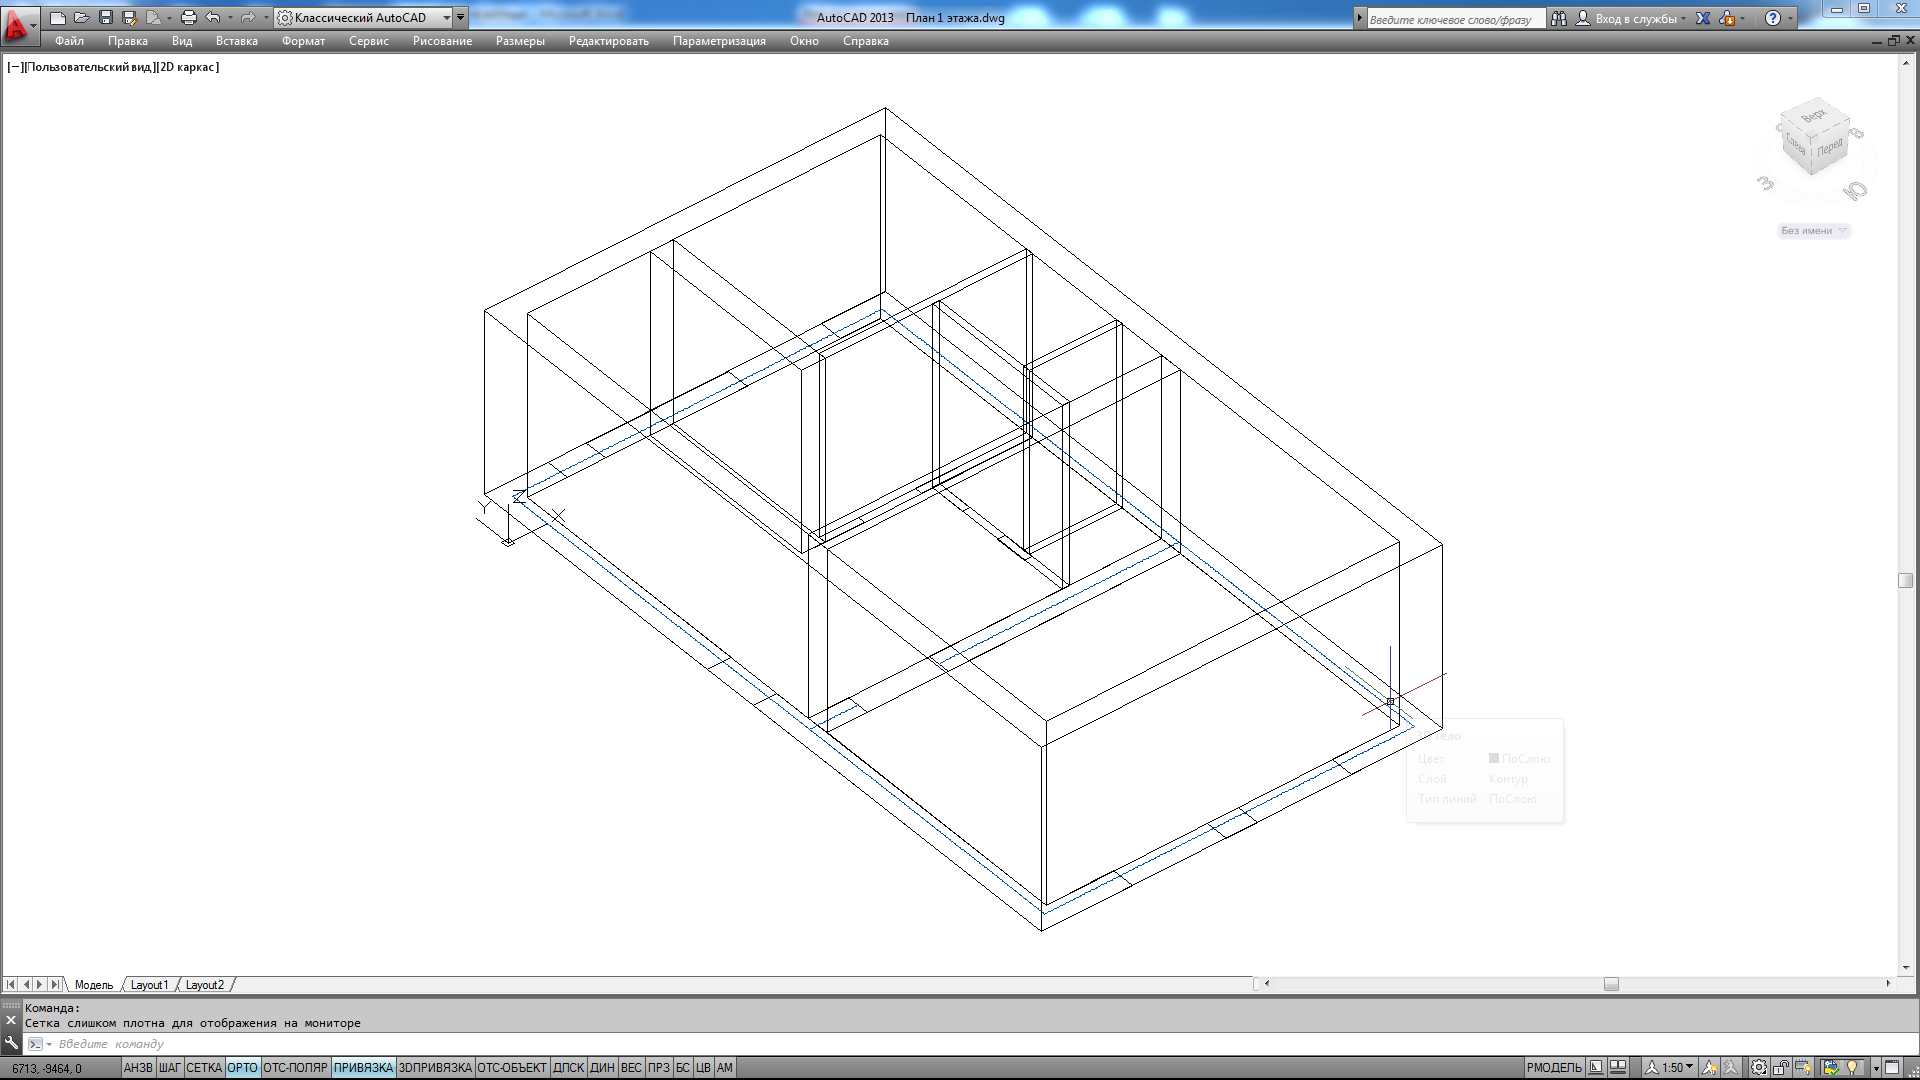 Классический AutoCAD
AutoCAD 2013 План 1 этажа.dwg
Введите ключевое слово/фразу
Вход в службы
Файл Правка Вид Вставка Формат Сервис Рисование Размеры Редактировать Параметризация Окно Справка
[−][Пользовательский вид][2D каркас]
Верх
Слева Перед
В
З Ю
Без имени
Y Z X
Цвет ПоСлою
Слой Контур
Тип линий ПоСлою
Модель Layout1 Layout2
Команда:
Сетка слишком плотна для отображения на мониторе
Введите команду
6713, -9464, 0 АНЗВ ШАГ СЕТКА ОРТО ОТС-ПОЛЯР ПРИВЯЗКА 3DПРИВЯЗКА ОТС-ОБЪЕКТ ДПСК ДИН ВЕС ПРЗ БС ЦВ АМ РМОДЕЛЬ 1:50